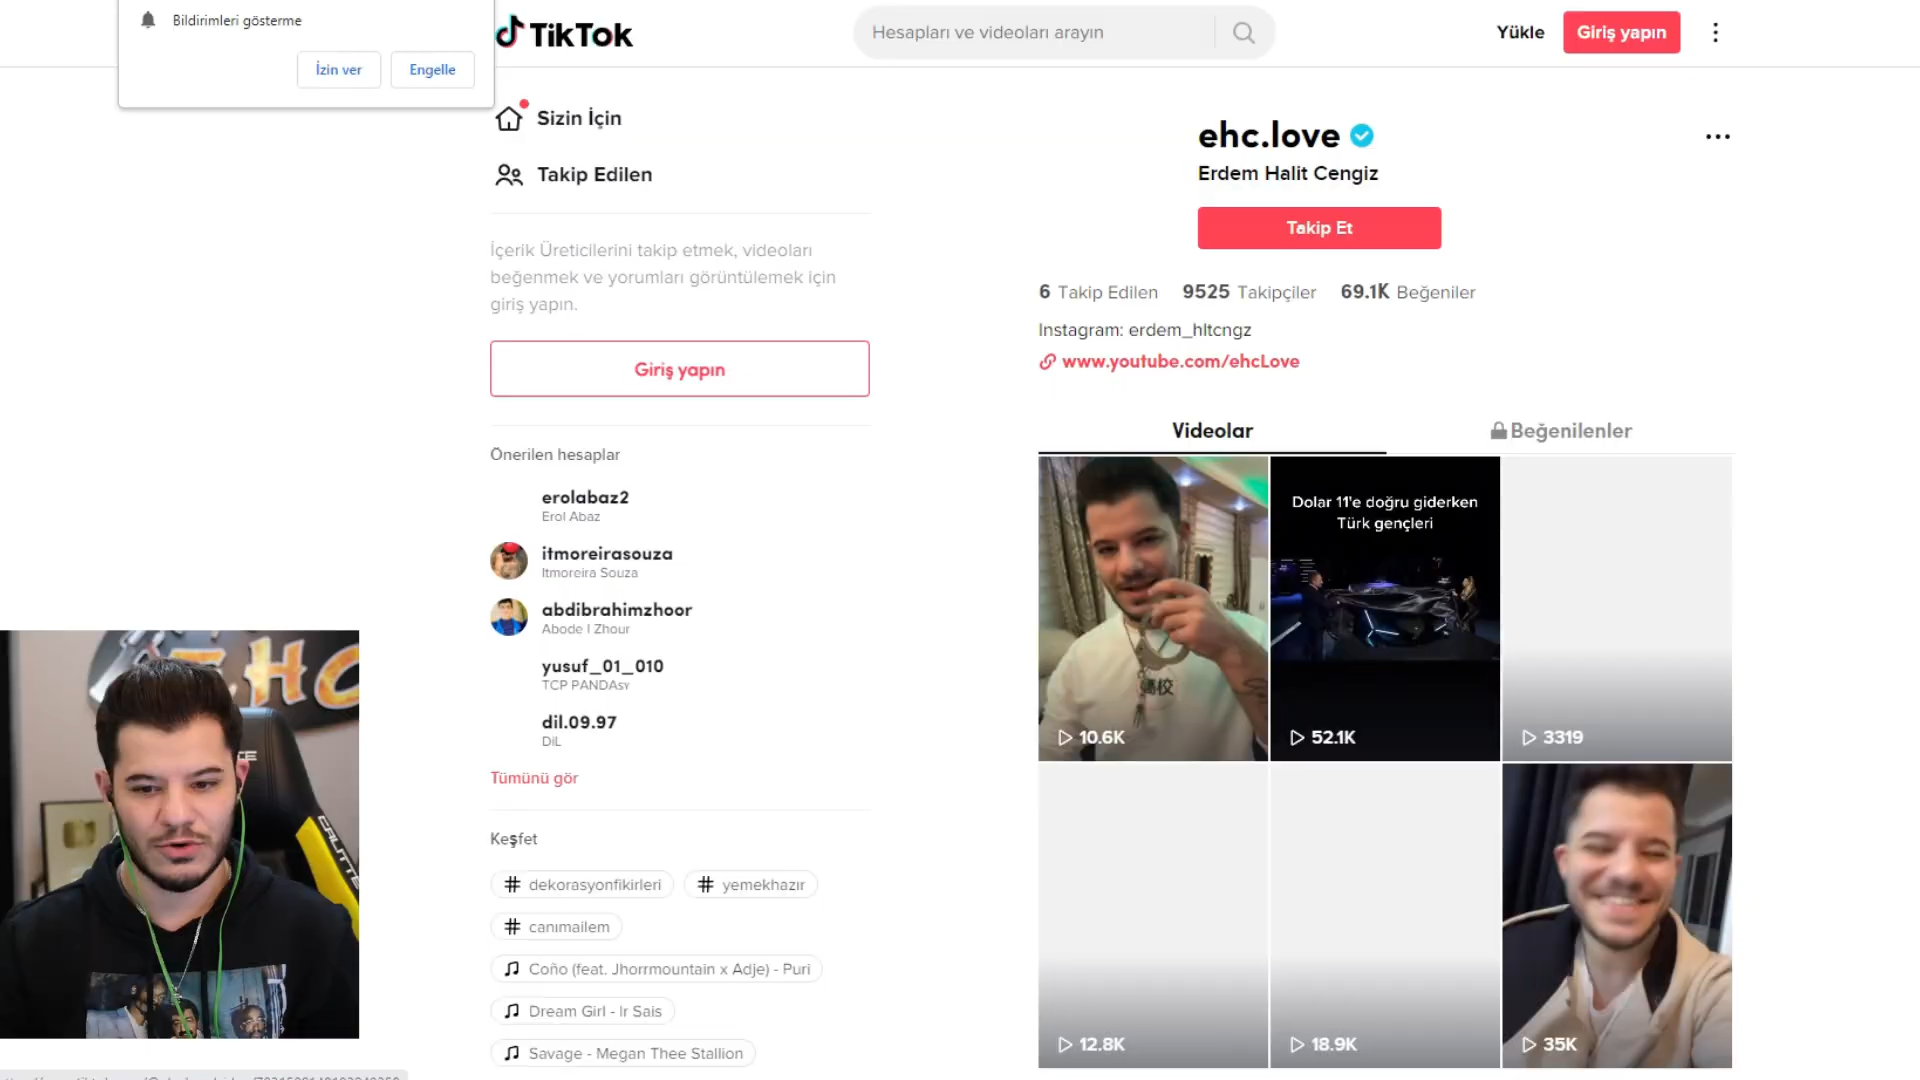 Bildirimleri gösterme
İzin ver
Engelle
TikTok
Hesapları ve videoları arayın
Yükle
Giriş yapın
Sizin İçin
Takip Edilen
İçerik Üreticilerini takip etmek, videoları
beğenmek ve yorumları görüntülemek için
giriş yapın.
Giriş yapın
Önerilen hesaplar
erolabaz2
Erol Abaz
itmoreirasouza
Itmoreira Souza
abdibrahimzhoor
Abode | Zhour
yusuf_01_010
TCP PANDAsy
dil.09.97
DiL
Tümünü gör
Keşfet
# dekorasyonfikirleri
# yemekhazır
# canımailem
Coño (feat. Jhorrmountain x Adje) - Puri
Dream Girl - Ir Sais
Savage - Megan Thee Stallion
ehc.love
Erdem Halit Cengiz
Takip Et
6 Takip Edilen 9525 Takipçiler 69.1K Beğeniler
Instagram: erdem_hltcngz
www.youtube.com/ehcLove
Videolar
Beğenilenler
Dolar 11'e doğru giderken
Türk gençleri
10.6K
52.1K
3319
12.8K
18.9K
35K
EHC